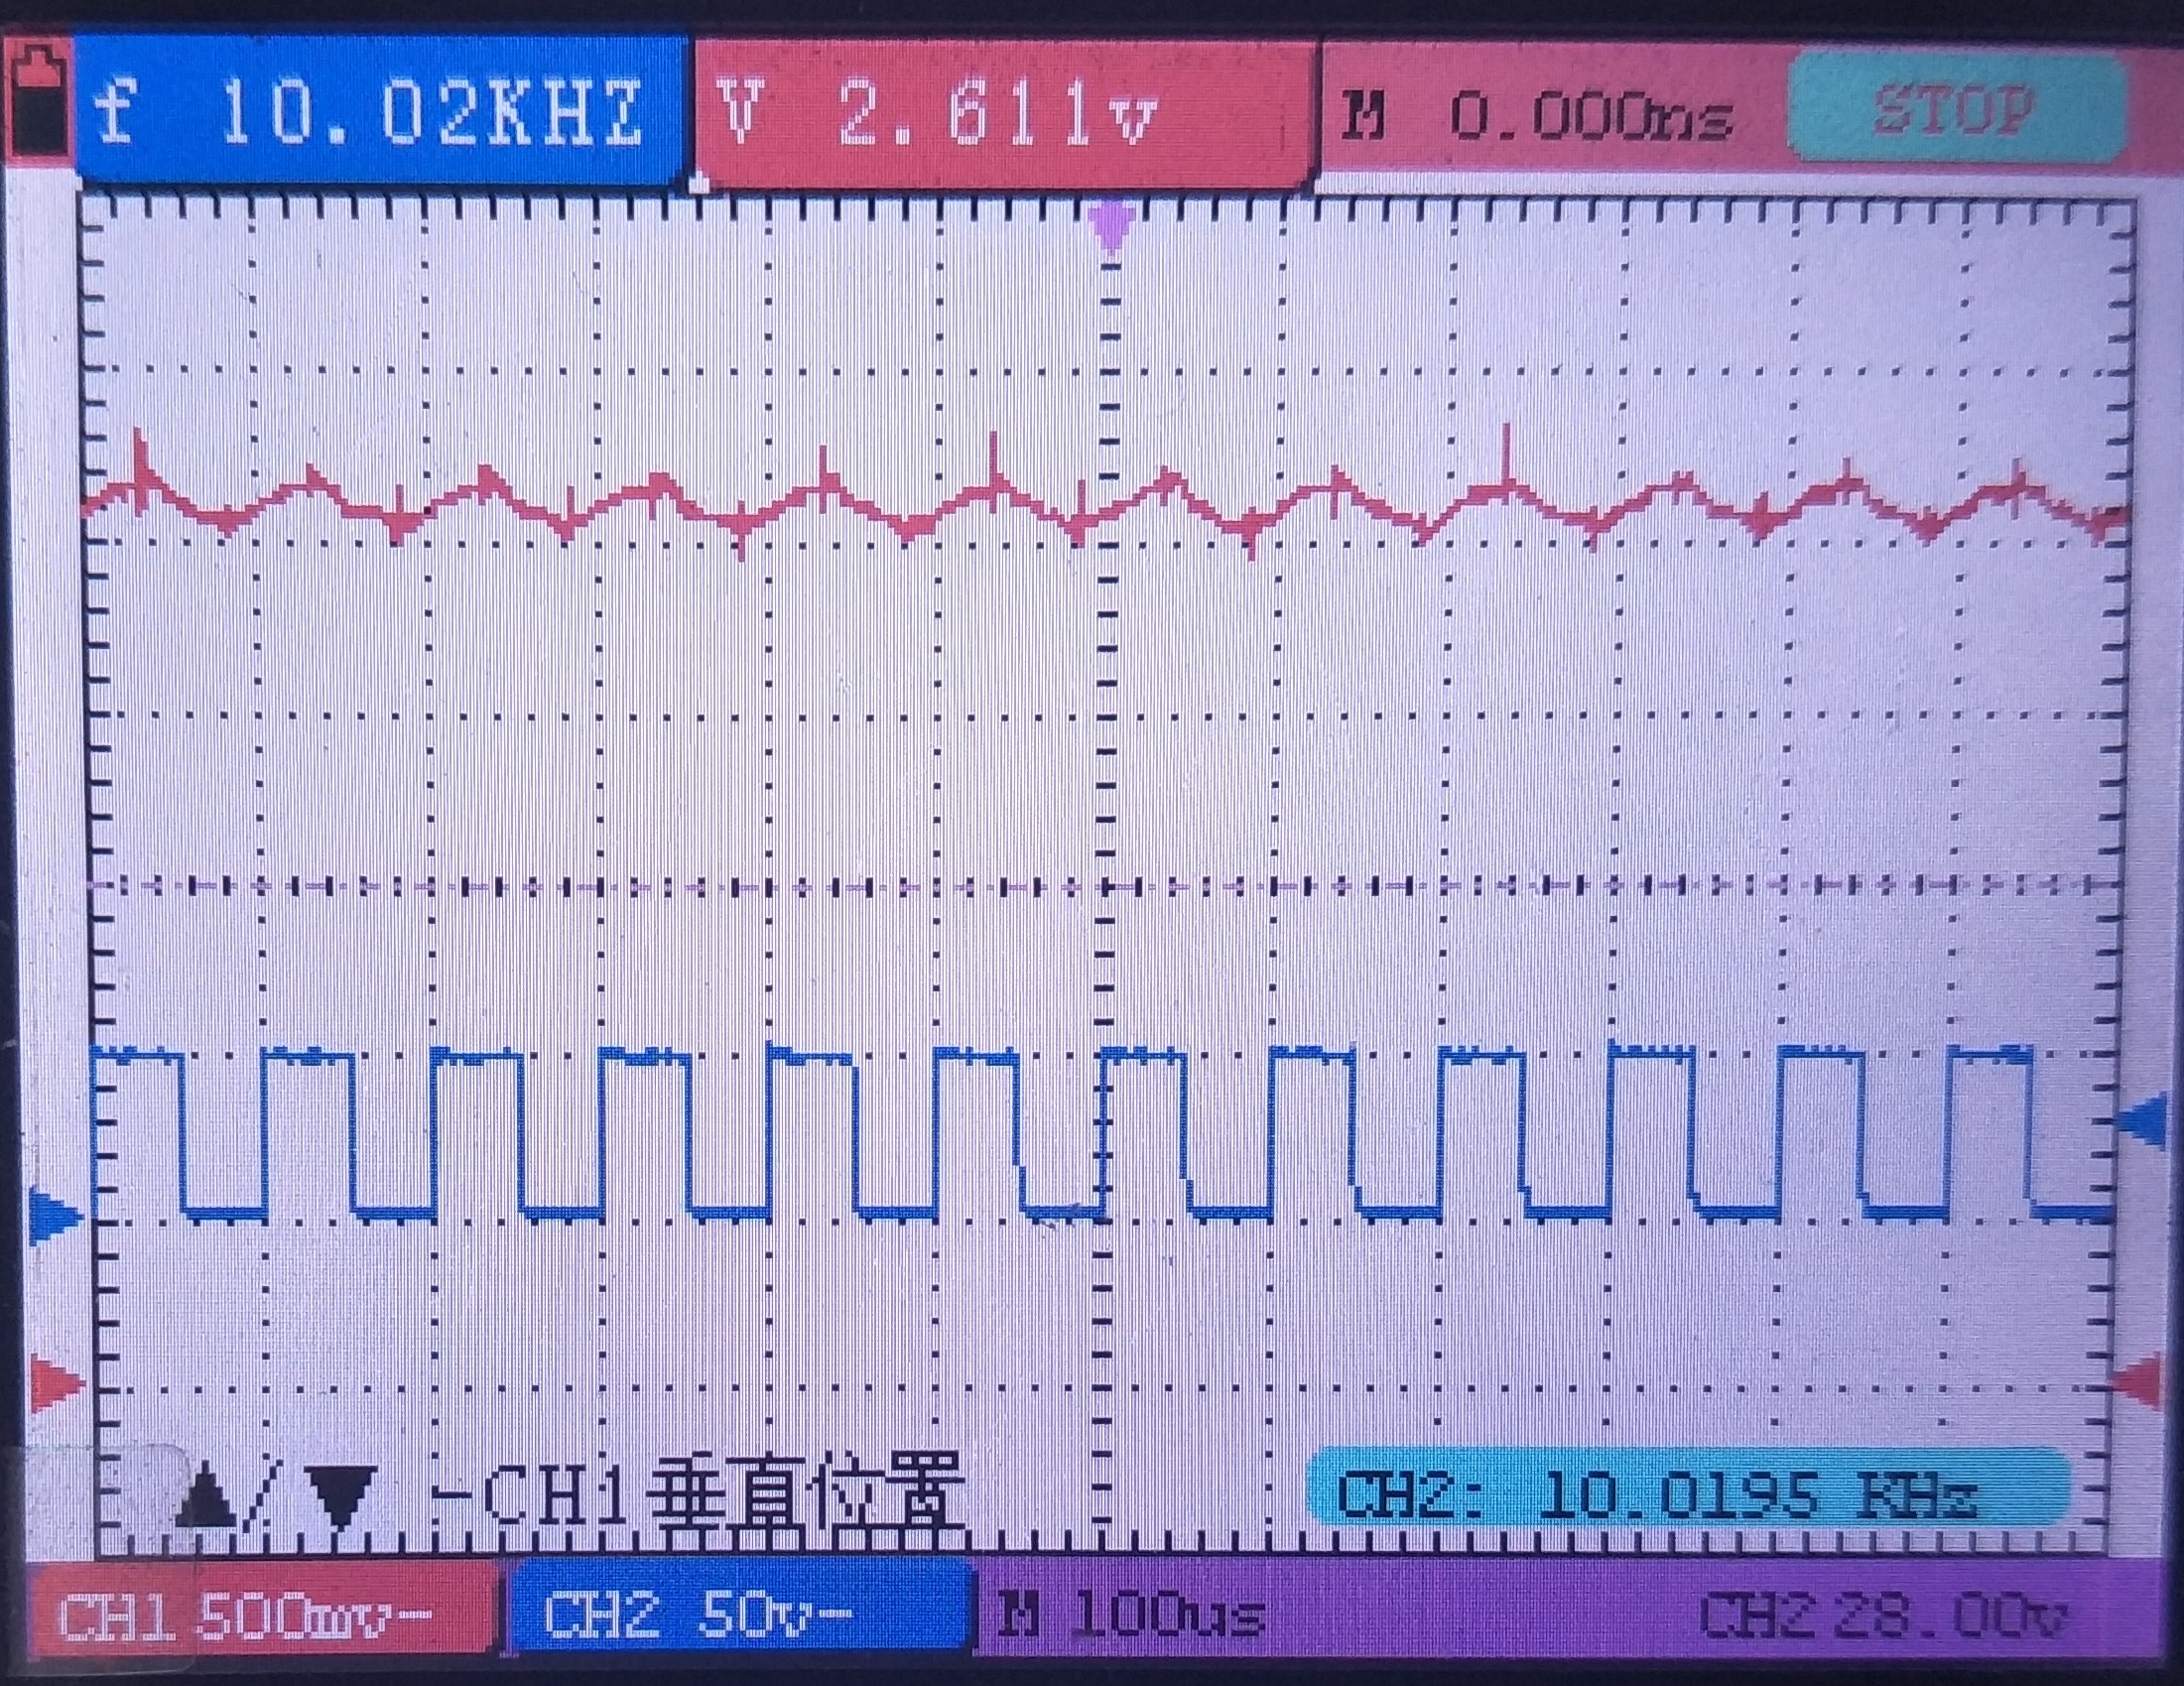 f 10.02KHZ V 2.611v M 0.000ns STOP
▲/▼ -CH1垂直位置 CH2: 10.0195 KHz
CH1 500mv- CH2 50v- M 100us CH2 28.00v